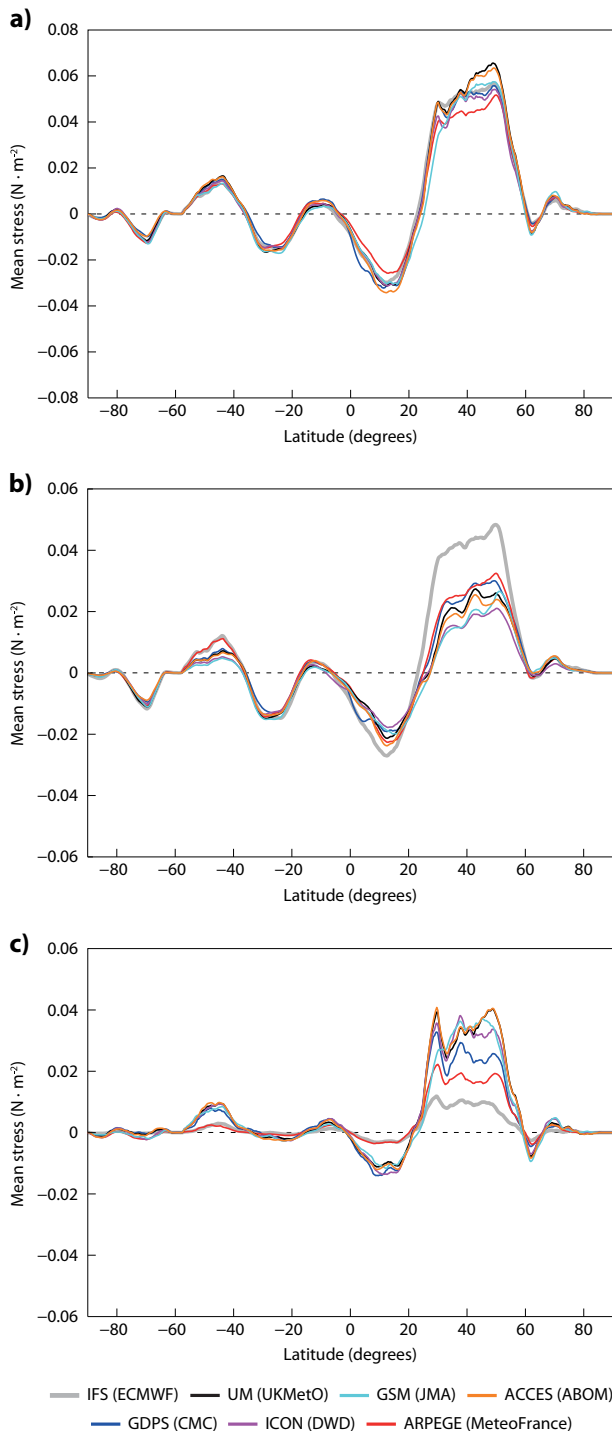 a)
0.08
0.06
0.04
0.02
0
−0.02
−0.04
−0.06
−0.08
Mean stress (N · m⁻²)
−80 −60 −40 −20 0 20 40 60 80
Latitude (degrees)
b)
0.06
0.04
0.02
0
−0.02
−0.04
−0.06
Mean stress (N · m⁻²)
−80 −60 −40 −20 0 20 40 60 80
Latitude (degrees)
c)
0.06
0.04
0.02
0
−0.02
−0.04
−0.06
Mean stress (N · m⁻²)
−80 −60 −40 −20 0 20 40 60 80
Latitude (degrees)
IFS (ECMWF) UM (UKMetO) GSM (JMA) ACCES (ABOM)
GDPS (CMC) ICON (DWD) ARPEGE (MeteoFrance)